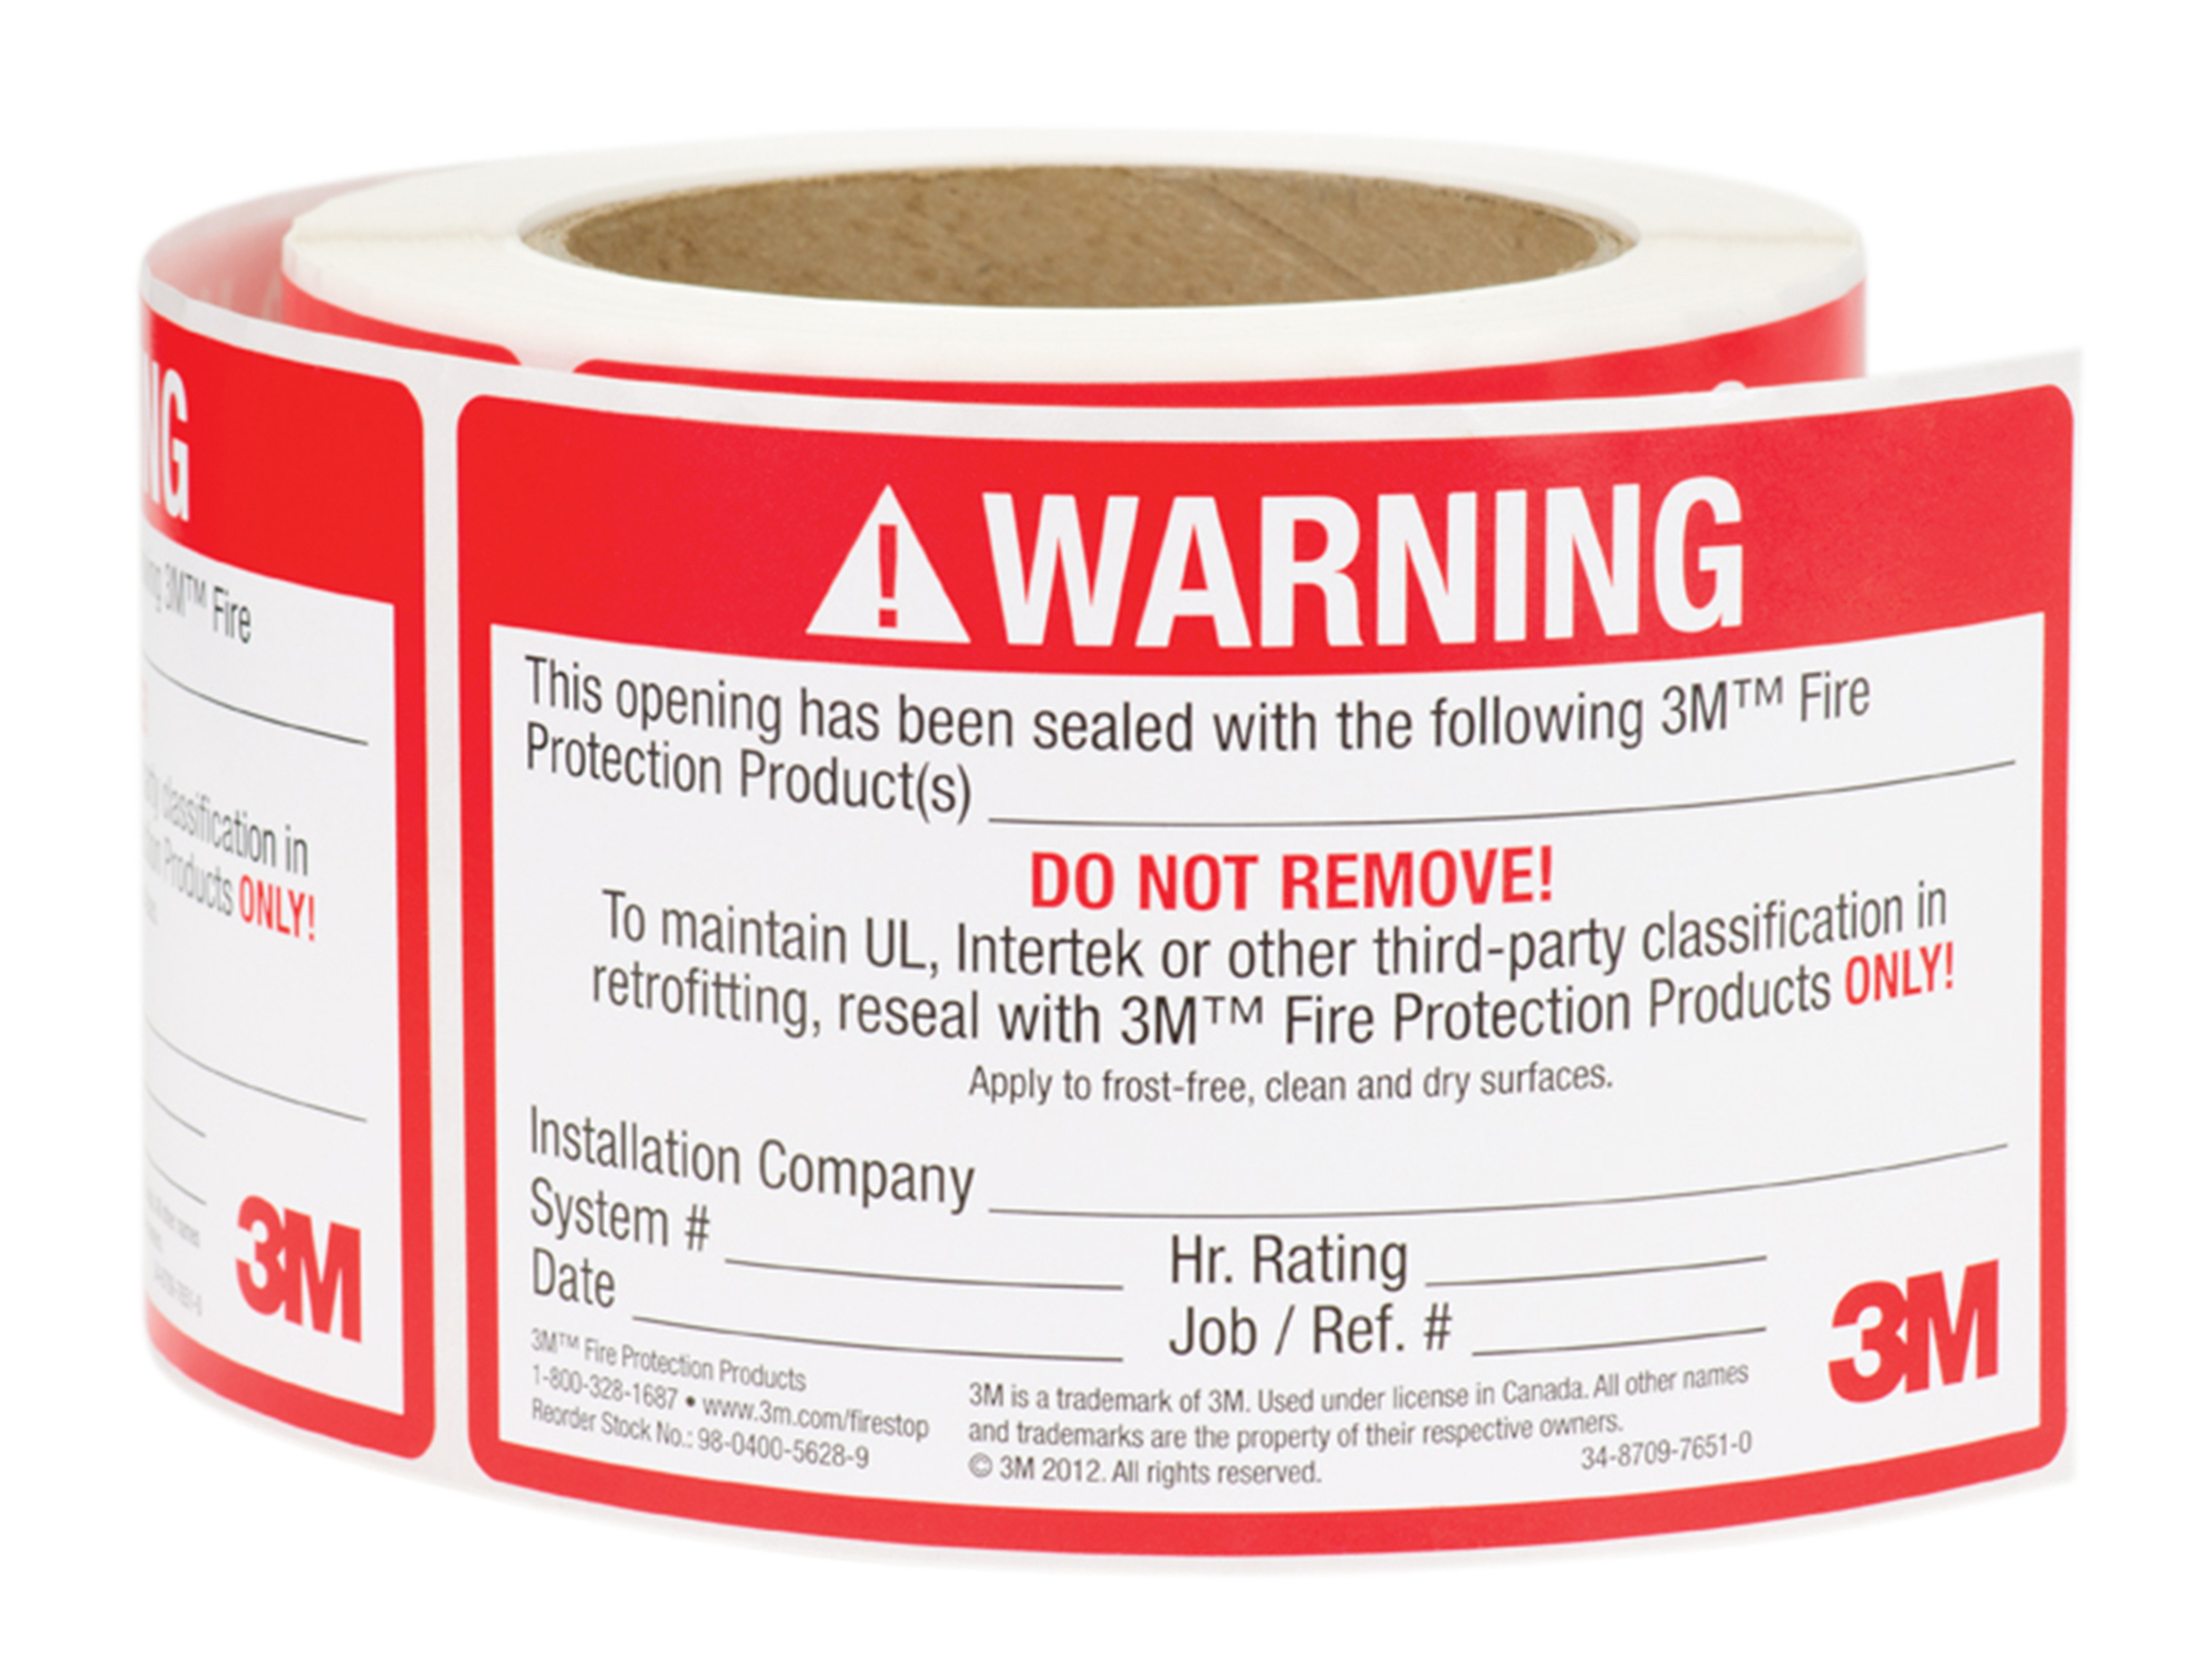 WARNING
This opening has been sealed with the following 3M™ Fire
Protection Product(s)
DO NOT REMOVE!
To maintain UL, Intertek or other third-party classification in
retrofitting, reseal with 3M™ Fire Protection Products ONLY!
Apply to frost-free, clean and dry surfaces.
Installation Company
System #
Hr. Rating
Date
Job / Ref. #
3M™ Fire Protection Products
1-800-328-1687 • www.3m.com/firestop
Reorder Stock No.: 98-0400-5628-9
3M is a trademark of 3M. Used under license in Canada. All other names
and trademarks are the property of their respective owners.
© 3M 2012. All rights reserved.
34-8709-7651-0
3M
NG
3M™ Fire
classification in
Products ONLY!
3M